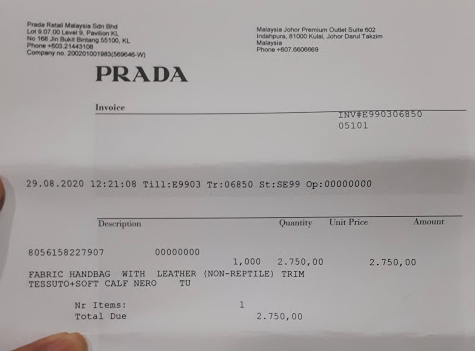 Prada Retail Malaysia Sdn Bhd
Lot 9.07.00 Level 9, Pavilion KL
No 168 Jln Bukit Bintang 55100, KL
Phone +603.21443108
Company no. 200201001983(569646-W)
Malaysia Johor Premium Outlet Suite 602
Indahpura, 81000 Kulai, Johor Darul Takzim
Malaysia
Phone +607.6606669
PRADA
Invoice
INV#E990306850
05101
29.08.2020 12:21:08 Till:E9903 Tr:06850 St:SE99 Op:00000000
Description Quantity Unit Price Amount
8056158227907 00000000
1,000 2.750,00 2.750,00
FABRIC HANDBAG WITH LEATHER (NON-REPTILE) TRIM
TESSUTO+SOFT CALF NERO TU
Nr Items: 1
Total Due 2.750,00